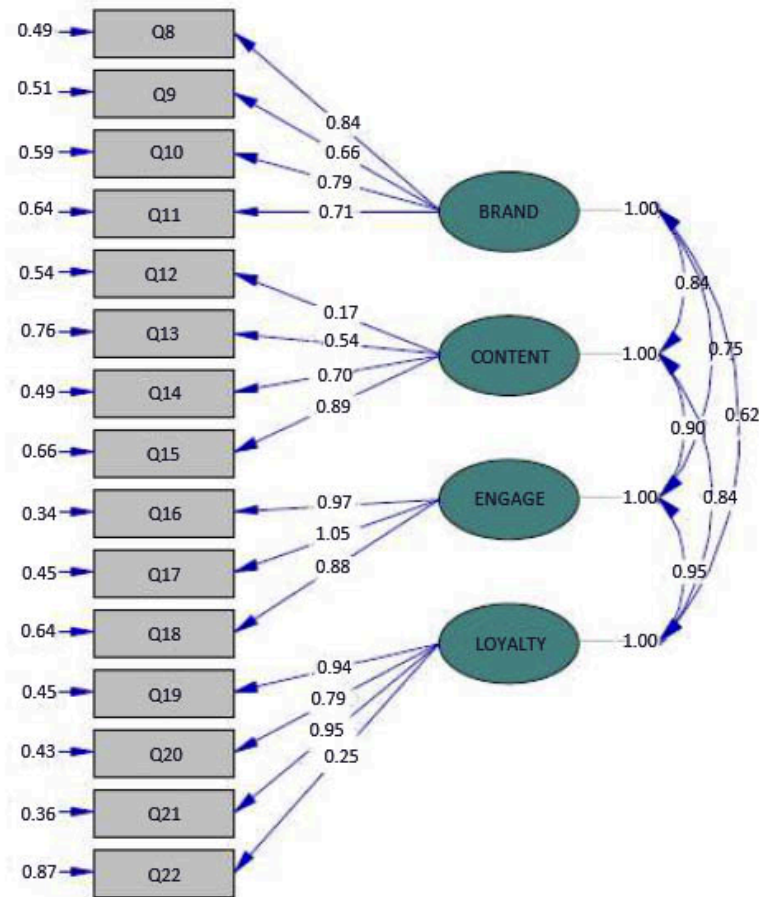 0.49 Q8
0.51 Q9
0.84
0.66
0.59 Q10
0.79
0.64 Q11 0.71 BRAND 1.00
0.54 Q12
0.84
0.17
0.76 Q13 0.54
CONTENT 1.00 0.75
0.49 Q14 0.70
0.89
0.62
0.90
0.66 Q15
0.34 Q16 0.97 ENGAGE 1.00 0.84
1.05
0.45 Q17 0.88
0.95
0.64 Q18
LOYALTY 1.00
0.94
0.45 Q19
0.79
0.95
0.43 Q20 0.25
0.36 Q21
0.87 Q22